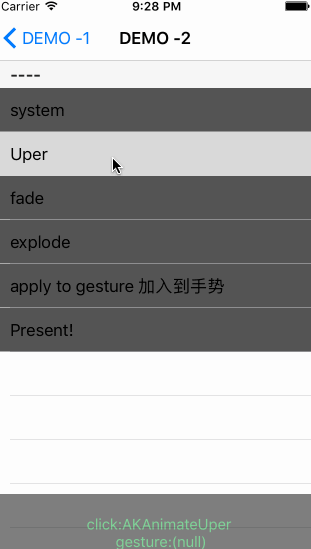 Carrier 9:28 PM
DEMO -1 DEMO -2
----
system
Uper
fade
explode
apply to gesture 加入到手势
Present!
click:AKAnimateUper
gesture:(null)